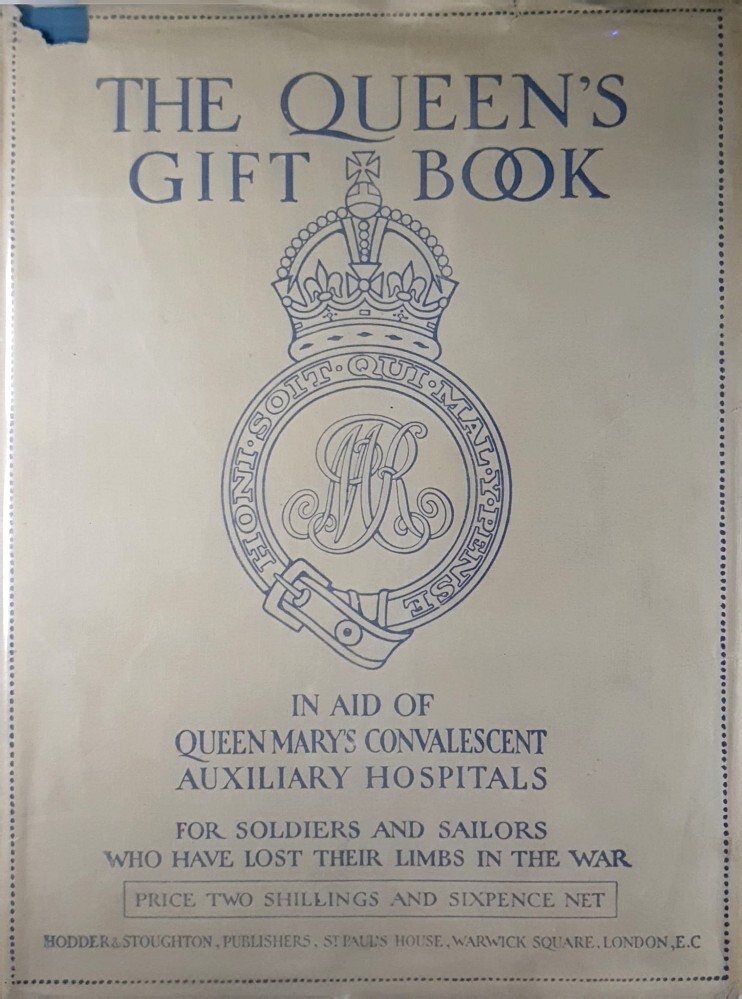 THE QUEEN'S
GIFT BOOK
HONI·SOIT·QUI·MAL·Y·PENSE
MR
IN AID OF
QUEEN MARY'S CONVALESCENT
AUXILIARY HOSPITALS
FOR SOLDIERS AND SAILORS
WHO HAVE LOST THEIR LIMBS IN THE WAR
PRICE TWO SHILLINGS AND SIXPENCE NET
HODDER & STOUGHTON, PUBLISHERS, ST PAUL'S HOUSE, WARWICK SQUARE, LONDON, E.C